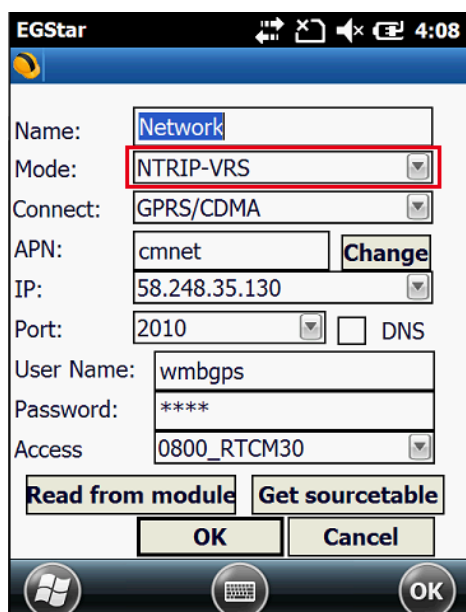 EGStar 4:08
Name: Network
Mode: NTRIP-VRS
Connect: GPRS/CDMA
APN: cmnet Change
IP: 58.248.35.130
Port: 2010 DNS
User Name: wmbgps
Password: ****
Access 0800_RTCM30
Read from module Get sourcetable
OK Cancel
OK